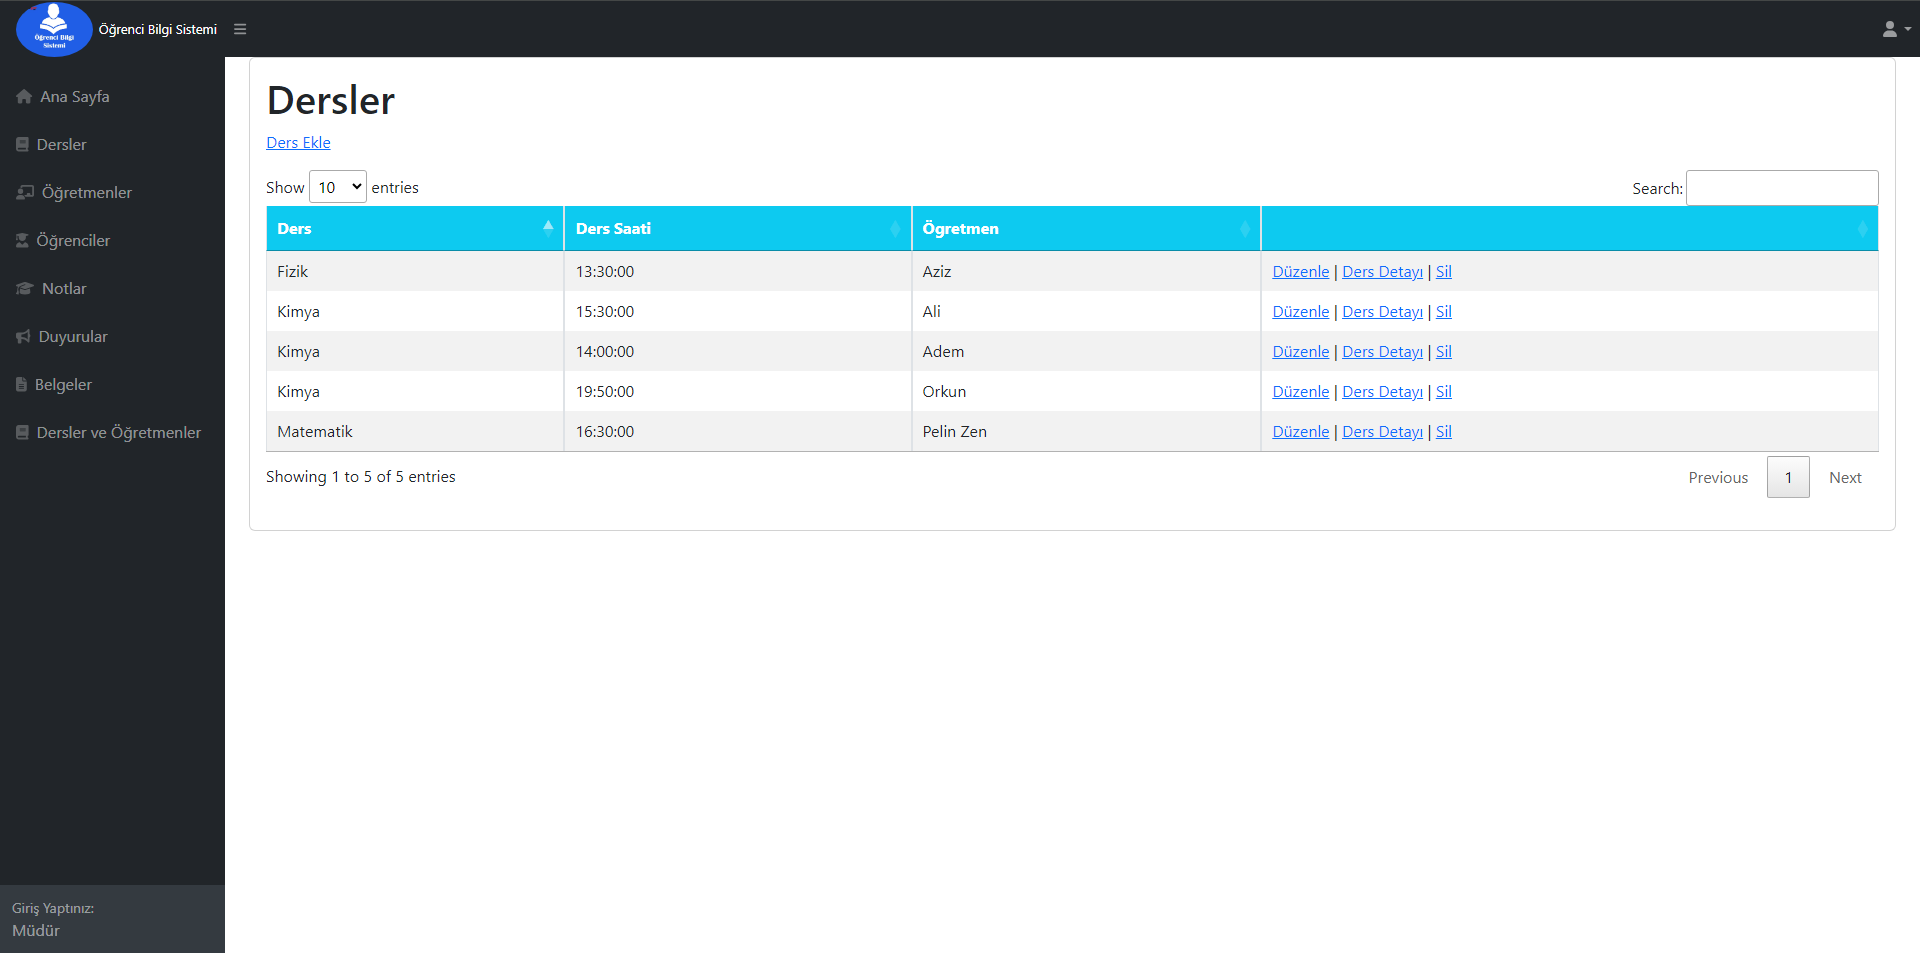 Öğrenci Bilgi
Sistemi
Öğrenci Bilgi Sistemi
Ana Sayfa
Dersler
Öğretmenler
Öğrenciler
Notlar
Duyurular
Belgeler
Dersler ve Öğretmenler
Giriş Yaptınız:
Müdür
Dersler
Ders Ekle
Show 10 entries
Search:
Ders Ders Saati Ögretmen
Fizik 13:30:00 Aziz Düzenle | Ders Detayı | Sil
Kimya 15:30:00 Ali Düzenle | Ders Detayı | Sil
Kimya 14:00:00 Adem Düzenle | Ders Detayı | Sil
Kimya 19:50:00 Orkun Düzenle | Ders Detayı | Sil
Matematik 16:30:00 Pelin Zen Düzenle | Ders Detayı | Sil
Showing 1 to 5 of 5 entries
Previous 1 Next